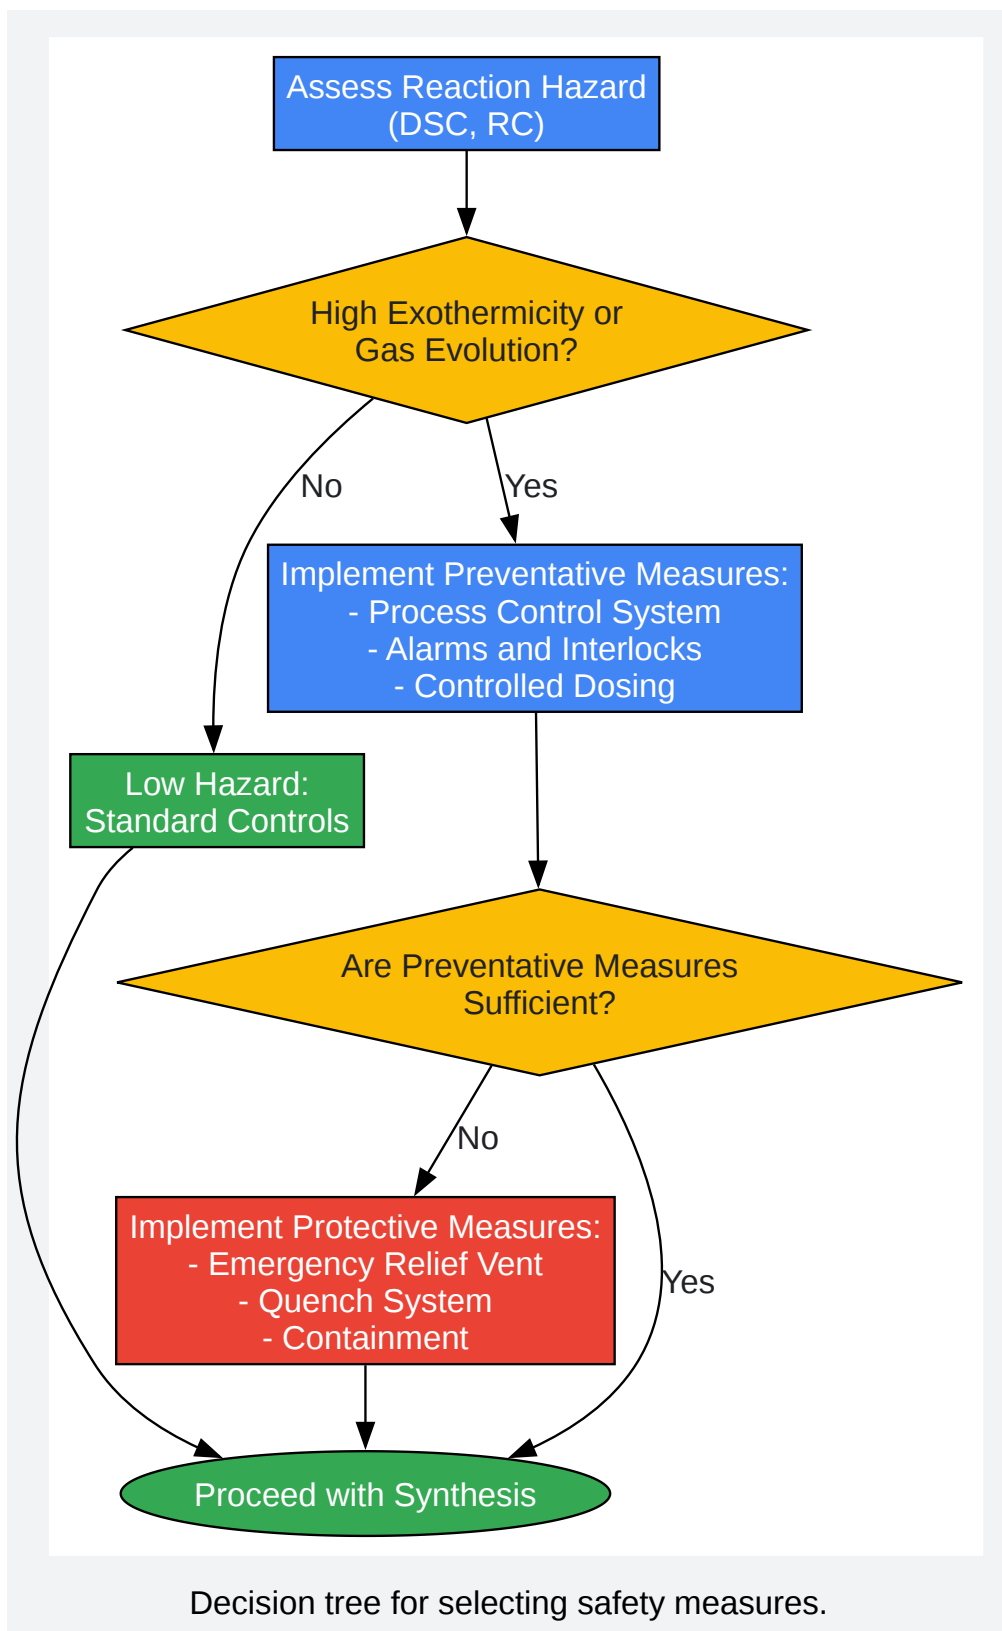 Assess Reaction Hazard
(DSC, RC)
High Exothermicity or
Gas Evolution?
No
Yes
Implement Preventative Measures:
- Process Control System
- Alarms and Interlocks
- Controlled Dosing
Low Hazard:
Standard Controls
Are Preventative Measures
Sufficient?
No
Implement Protective Measures:
- Emergency Relief Vent
- Quench System
- Containment
Yes
Proceed with Synthesis
Decision tree for selecting safety measures.